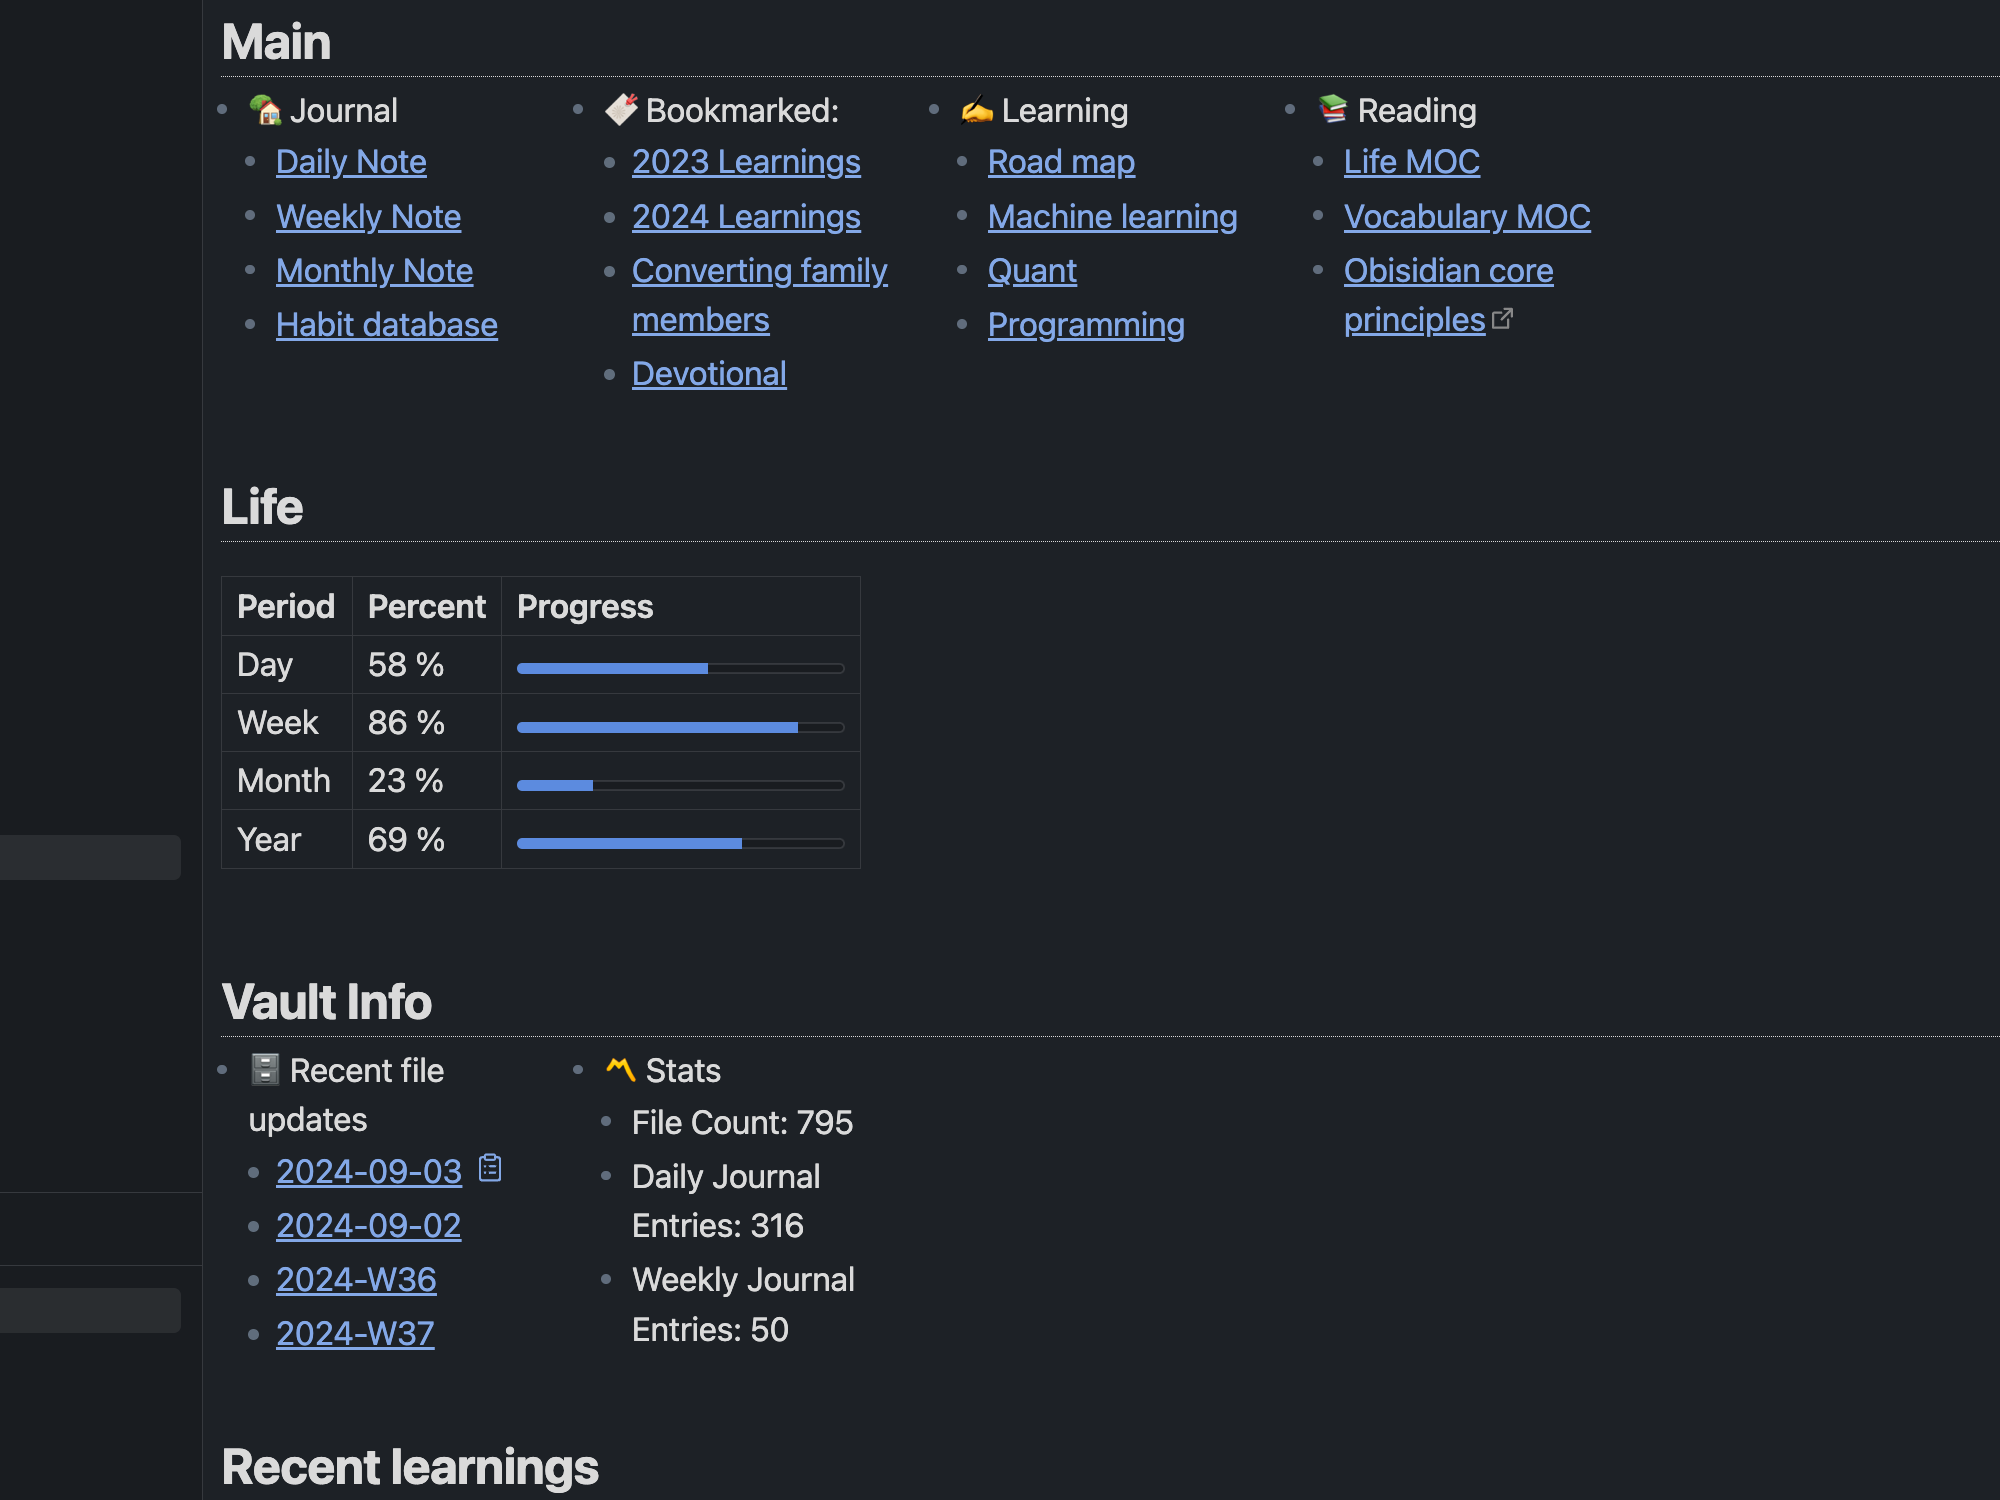 Main
Journal
Daily Note
Weekly Note
Monthly Note
Habit database
Bookmarked:
2023 Learnings
2024 Learnings
Converting family
members
Devotional
Learning
Road map
Machine learning
Quant
Programming
Reading
Life MOC
Vocabulary MOC
Obisidian core
principles
Life
Period Percent Progress
Day 58 %
Week 86 %
Month 23 %
Year 69 %
Vault Info
Recent file
updates
2024-09-03
2024-09-02
2024-W36
2024-W37
Stats
File Count: 795
Daily Journal
Entries: 316
Weekly Journal
Entries: 50
Recent learnings